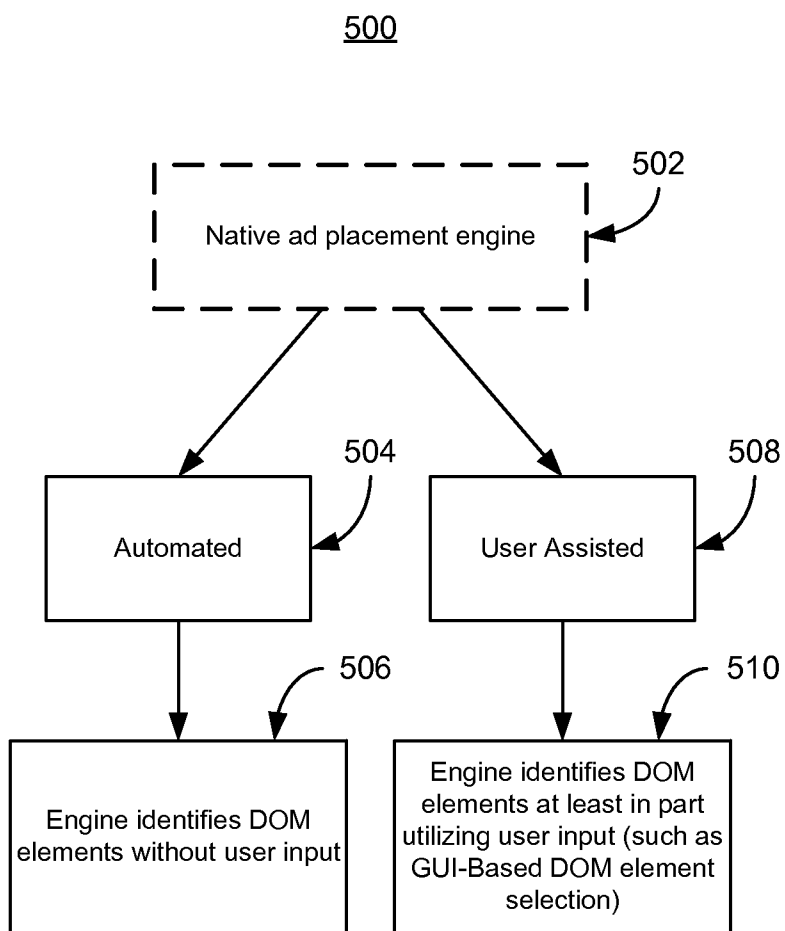 500
502
Native ad placement engine
504
508
Automated
User Assisted
506
510
Engine identifies DOM
elements without user input
Engine identifies DOM
elements at least in part
utilizing user input (such as
GUI-Based DOM element
selection)